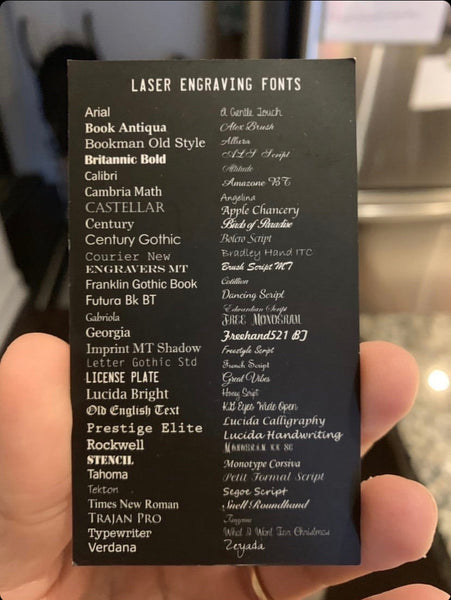 LASER ENGRAVING FONTS
Arial
Book Antiqua
Bookman Old Style
Britannic Bold
Calibri
Cambria Math
CASTELLAR
Century
Century Gothic
Courier New
ENGRAVERS MT
Franklin Gothic Book
Futura Bk BT
Gabriola
Georgia
Imprint MT Shadow
Letter Gothic Std
LICENSE PLATE
Lucida Bright
Old English Text
Prestige Elite
Rockwell
STENCIL
Tahoma
Tekton
Times New Roman
TRAJAN PRO
Typewriter
Verdana
A Gentle Touch
Alex Brush
Allura
ALS Script
Altitude
Amazone BT
Angelina
Apple Chancery
Birds of Paradise
Bolero Script
Bradley Hand ITC
Brush Script MT
Cotillion
Dancing Script
Edwardian Script
FREE MONOGRAM
Freehand521 BT
Freestyle Script
French Script
Great Vibes
Honey Script
KG Eyes Wide Open
Lucida Calligraphy
Lucida Handwriting
MONOGRAM KK SC
Monotype Corsiva
Petit Formal Script
Segoe Script
Snell Roundhand
Tangerine
What I Want For Christmas
Zeyada